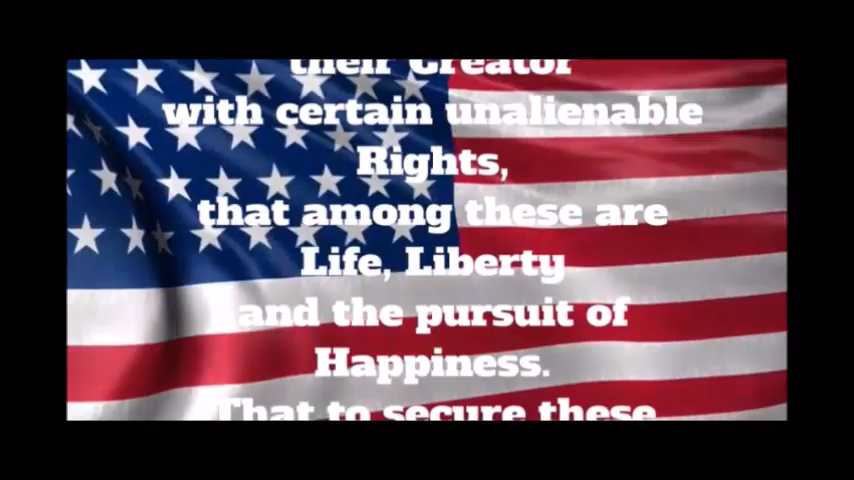 their Creator
with certain unalienable
Rights,
that among these are
Life, Liberty
and the pursuit of
Happiness.
That to secure these